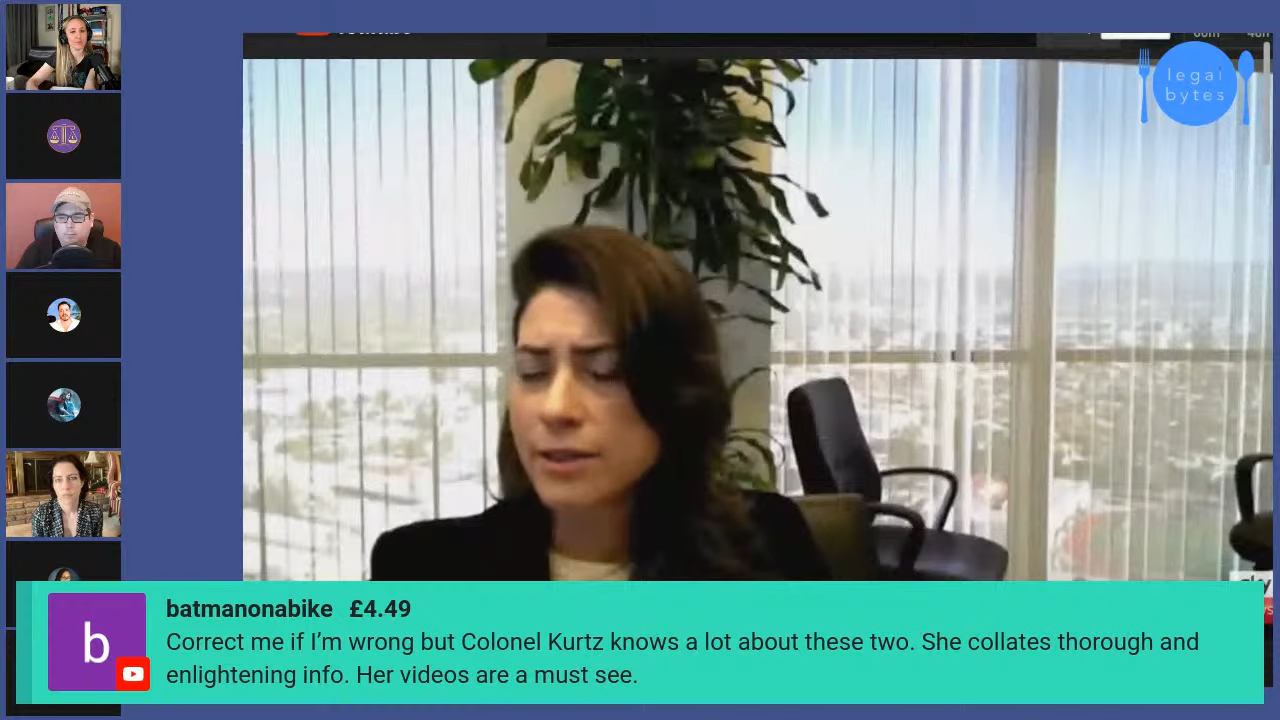 legal
bytes
sky
b
batmanonabike £4.49
Correct me if I’m wrong but Colonel Kurtz knows a lot about these two. She collates thorough and
enlightening info. Her videos are a must see.